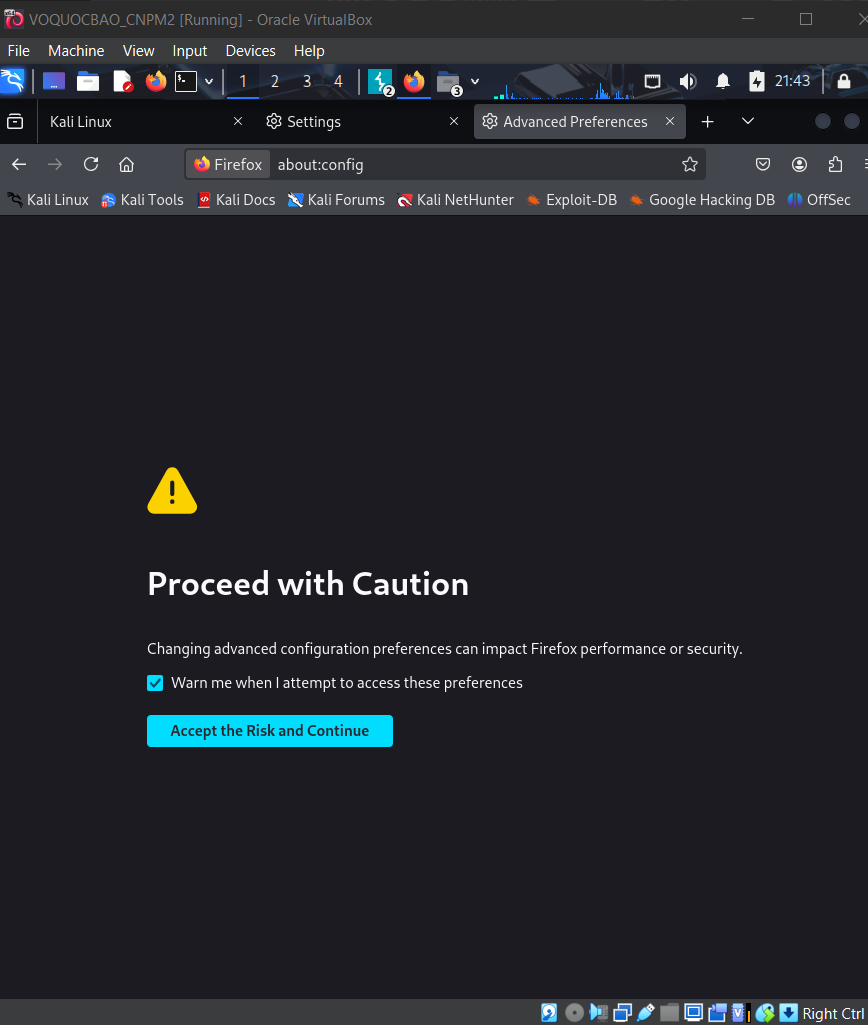 VOQUOCBAO_CNPM2 [Running] - Oracle VirtualBox
File Machine View Input Devices Help
1 2 3 4 2 3 21:43
Kali Linux Settings Advanced Preferences
Firefox about:config
Kali Linux Kali Tools Kali Docs Kali Forums Kali NetHunter Exploit-DB Google Hacking DB OffSec
Proceed with Caution
Changing advanced configuration preferences can impact Firefox performance or security.
Warn me when I attempt to access these preferences
Accept the Risk and Continue
Right Ctrl